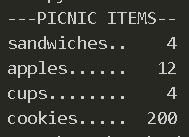 ---PICNIC ITEMS--
sandwiches..    4
apples......   12
cups........    4
cookies.....  200